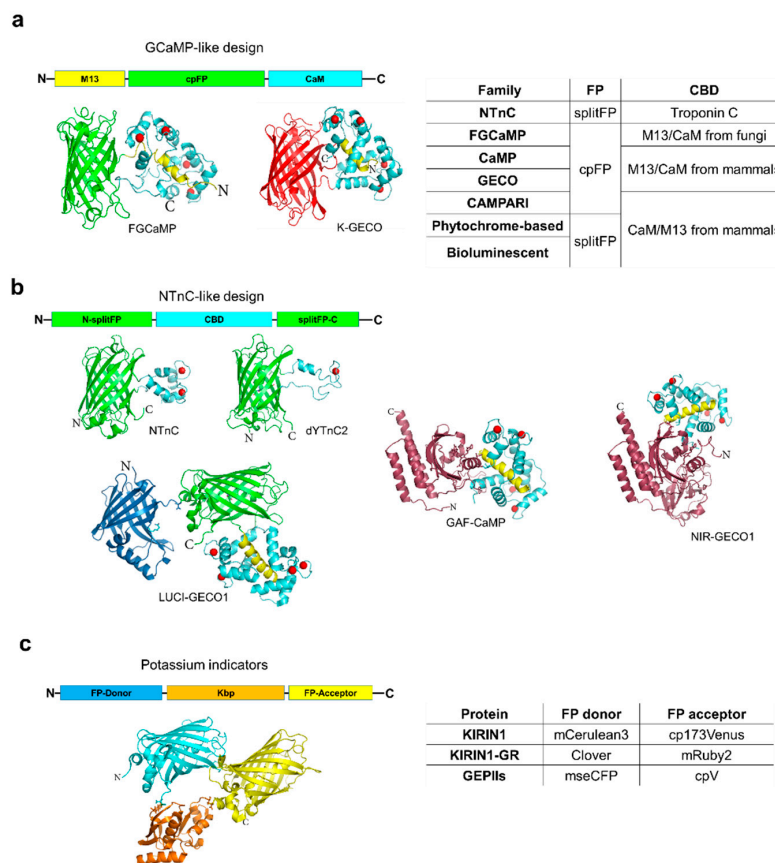 a
GCaMP-like design
N M13 cpFP CaM C
N
C
FGCaMP
C
N
K-GECO
Family FP CBD
NTnC splitFP Troponin C
FGCaMP cpFP M13/CaM from fungi
CaMP M13/CaM from mammals
GECO
CAMPARI CaM/M13 from mammals
Phytochrome-based splitFP
Bioluminescent
b
NTnC-like design
N N-splitFP CBD splitFP-C C
N
C
NTnC
N
C
dYTnC2
N
C
LUCI-GECO1
C
N
GAF-CaMP
C
N
NIR-GECO1
c
Potassium indicators
N FP-Donor Kbp FP-Acceptor C
N
C
Protein FP donor FP acceptor
KIRIN1 mCerulean3 cp173Venus
KIRIN1-GR Clover mRuby2
GEPIIs mseCFP cpV